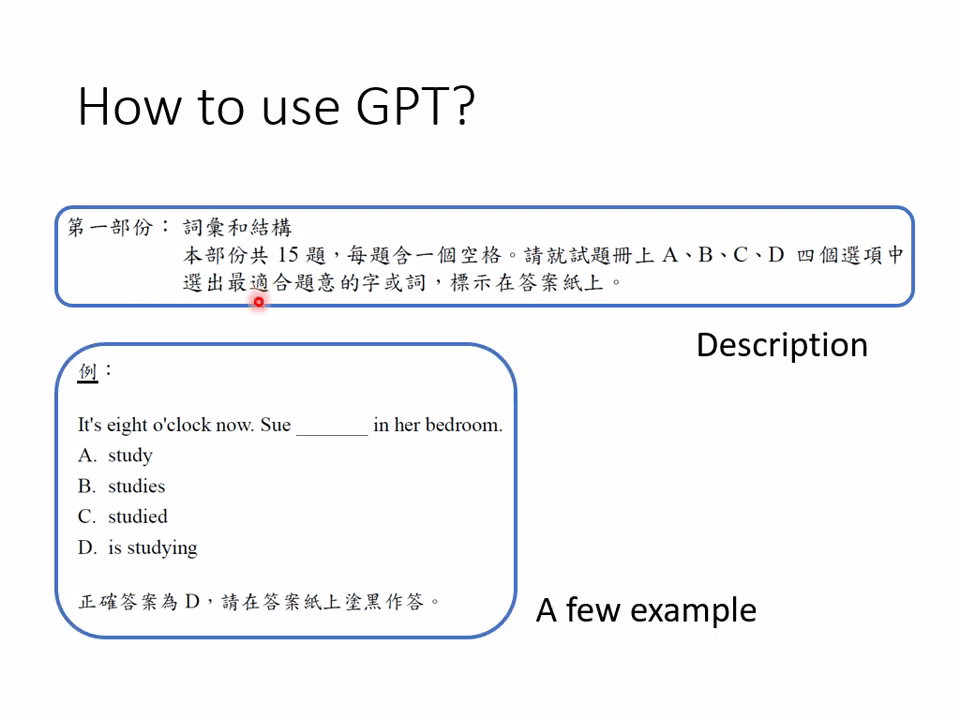 How to use GPT?
第一部份： 詞彙和結構
本部份共 15 題，每題含一個空格。請就試題冊上 A、B、C、D 四個選項中
選出最適合題意的字或詞，標示在答案紙上。
Description
例：
It's eight o'clock now. Sue _______ in her bedroom.
A. study
B. studies
C. studied
D. is studying
正確答案為 D，請在答案紙上塗黑作答。
A few example